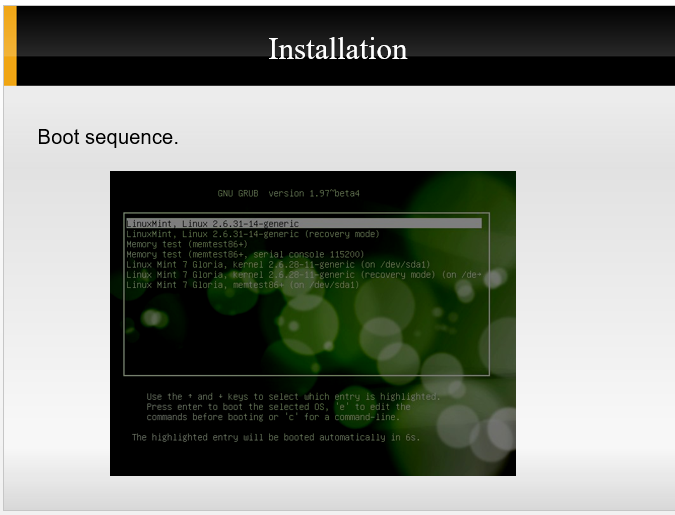 Installation
Boot sequence.
GNU GRUB version 1.97~beta4
LinuxMint, Linux 2.6.31-14-generic
LinuxMint, Linux 2.6.31-14-generic (recovery mode)
Memory test (memtest86+)
Memory test (memtest86+, serial console 115200)
Linux Mint 7 Gloria, kernel 2.6.28-11-generic (on /dev/sda1)
Linux Mint 7 Gloria, kernel 2.6.28-11-generic (recovery mode) (on /de+
Linux Mint 7 Gloria, memtest86+ (on /dev/sda1)
Use the ↑ and ↓ keys to select which entry is highlighted.
Press enter to boot the selected OS, 'e' to edit the
commands before booting or 'c' for a command-line.
The highlighted entry will be booted automatically in 6s.